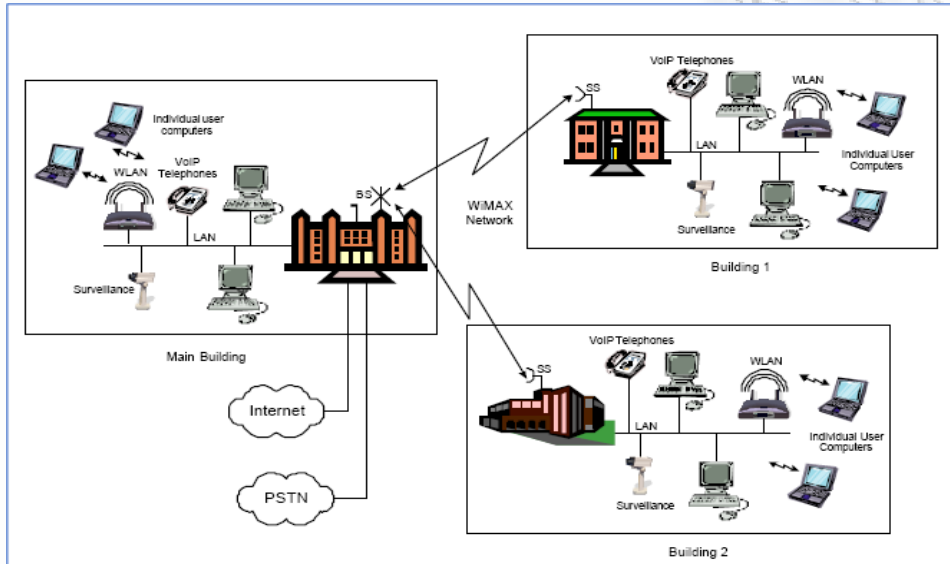 Individual user
computers
WLAN
VoIP
Telephones
LAN
Surveillance
BS
Main Building
Internet
PSTN
WiMAX
Network
SS
VoIP Telephones
WLAN
LAN
Individual User
Computers
Surveillance
Building 1
SS
VoIP Telephones
WLAN
LAN
Individual User
Computers
Surveillance
Building 2